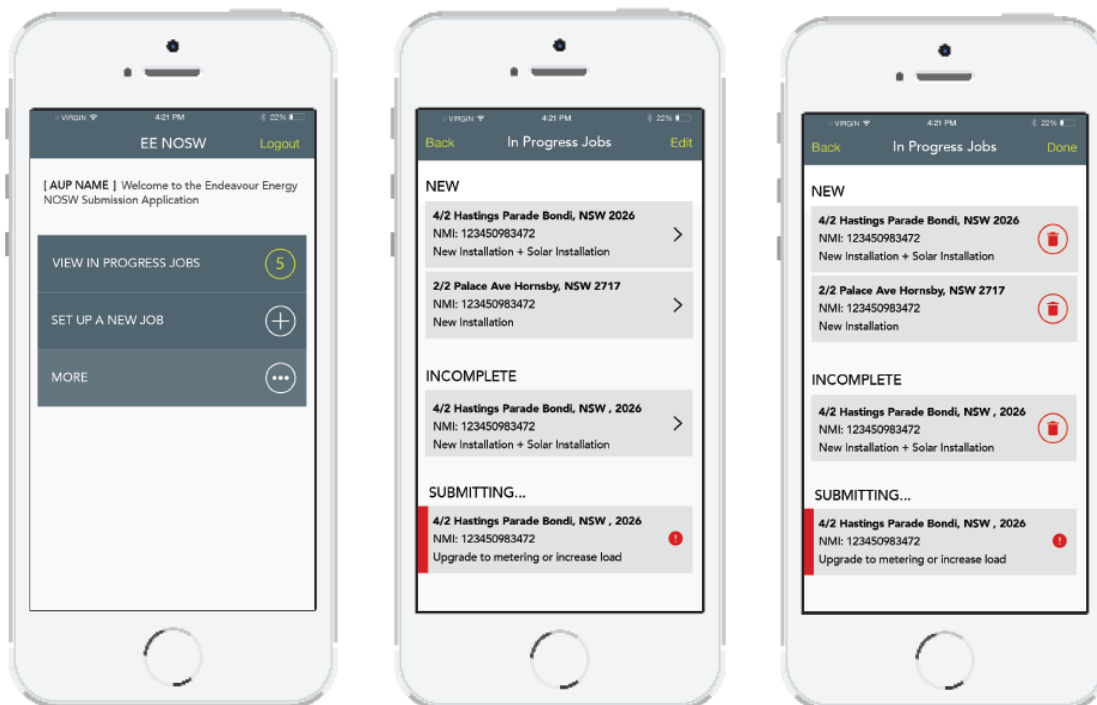 VIRGIN 4:21 PM 22%
EE NOSW Logout
[ AUP NAME ] Welcome to the Endeavour Energy
NOSW Submission Application
VIEW IN PROGRESS JOBS 5
SET UP A NEW JOB
MORE
VIRGIN 4:21 PM 22%
Back In Progress Jobs Edit
NEW
4/2 Hastings Parade Bondi, NSW 2026
NMI: 123450983472
New Installation + Solar Installation
2/2 Palace Ave Hornsby, NSW 2717
NMI: 123450983472
New Installation
INCOMPLETE
4/2 Hastings Parade Bondi, NSW , 2026
NMI: 123450983472
New Installation + Solar Installation
SUBMITTING...
4/2 Hastings Parade Bondi, NSW , 2026
NMI: 123450983472
Upgrade to metering or increase load
VIRGIN 4:21 PM 22%
Back In Progress Jobs Done
NEW
4/2 Hastings Parade Bondi, NSW 2026
NMI: 123450983472
New Installation + Solar Installation
2/2 Palace Ave Hornsby, NSW 2717
NMI: 123450983472
New Installation
INCOMPLETE
4/2 Hastings Parade Bondi, NSW , 2026
NMI: 123450983472
New Installation + Solar Installation
SUBMITTING...
4/2 Hastings Parade Bondi, NSW , 2026
NMI: 123450983472
Upgrade to metering or increase load